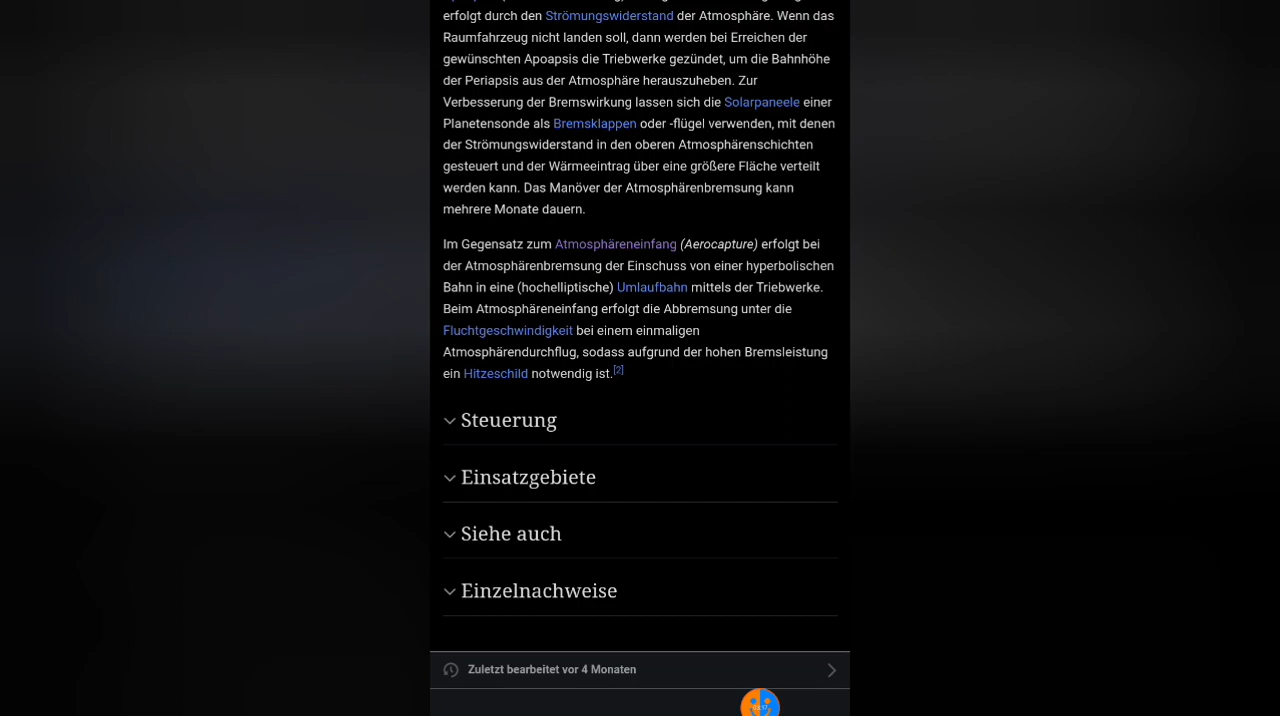 erfolgt durch den Strömungswiderstand der Atmosphäre. Wenn das
Raumfahrzeug nicht landen soll, dann werden bei Erreichen der
gewünschten Apoapsis die Triebwerke gezündet, um die Bahnhöhe
der Periapsis aus der Atmosphäre herauszuheben. Zur
Verbesserung der Bremswirkung lassen sich die Solarpaneele einer
Planetensonde als Bremsklappen oder -flügel verwenden, mit denen
der Strömungswiderstand in den oberen Atmosphärenschichten
gesteuert und der Wärmeeintrag über eine größere Fläche verteilt
werden kann. Das Manöver der Atmosphärenbremsung kann
mehrere Monate dauern.
Im Gegensatz zum Atmosphäreneinfang (Aerocapture) erfolgt bei
der Atmosphärenbremsung der Einschuss von einer hyperbolischen
Bahn in eine (hochelliptische) Umlaufbahn mittels der Triebwerke.
Beim Atmosphäreneinfang erfolgt die Abbremsung unter die
Fluchtgeschwindigkeit bei einem einmaligen
Atmosphärendurchflug, sodass aufgrund der hohen Bremsleistung
ein Hitzeschild notwendig ist.[2]
Steuerung
Einsatzgebiete
Siehe auch
Einzelnachweise
Zuletzt bearbeitet vor 4 Monaten